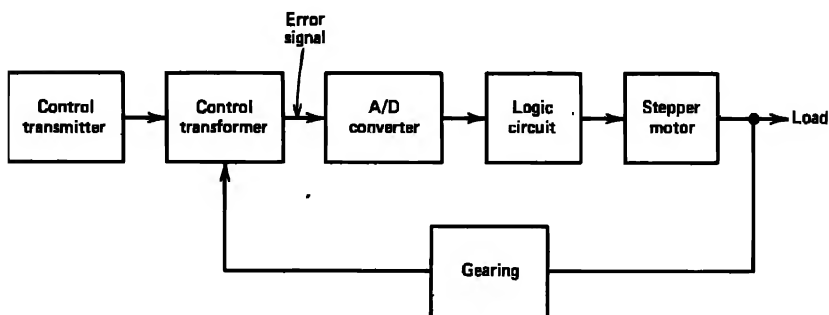 Error
signal
Control
transmitter
Control
transformer
A/D
converter
Logic
circuit
Stepper
motor
Load
Gearing